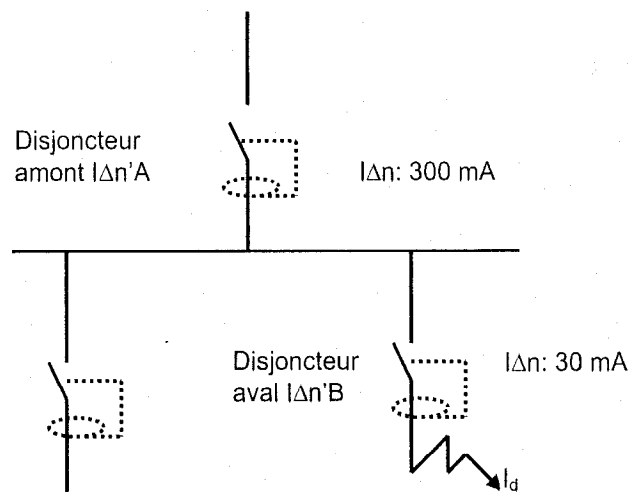 Disjoncteur
amont IΔn'A
IΔn: 300 mA
Disjoncteur
aval IΔn'B
IΔn: 30 mA
Id